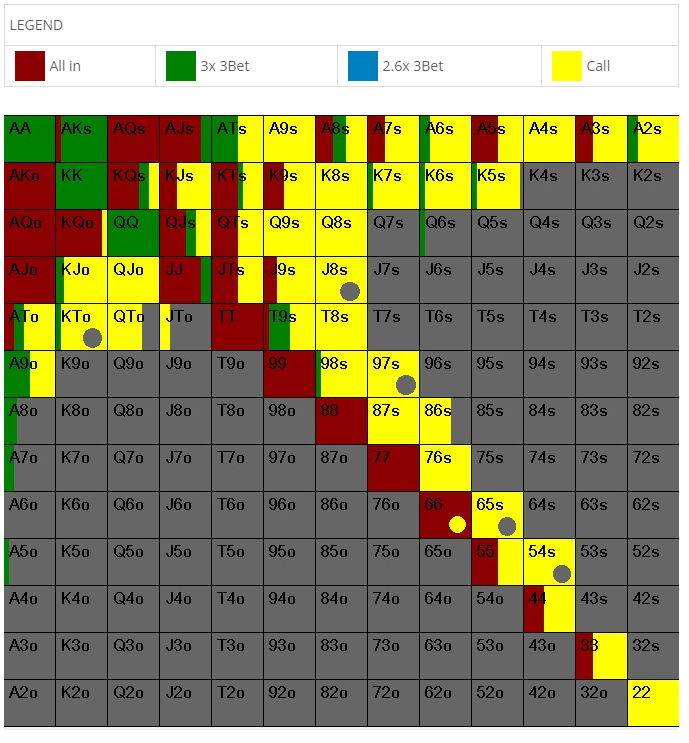 LEGEND
All in 3x 3Bet 2.6x 3Bet Call
AA AKs AQs AJs ATs A9s A8s A7s A6s A5s A4s A3s A2s
AKo KK KQs KJs KTs K9s K8s K7s K6s K5s K4s K3s K2s
AQo KQo QQ QJs QTs Q9s Q8s Q7s Q6s Q5s Q4s Q3s Q2s
AJo KJo QJo JJ JTs J9s J8s J7s J6s J5s J4s J3s J2s
ATo KTo QTo JTo TT T9s T8s T7s T6s T5s T4s T3s T2s
A9o K9o Q9o J9o T9o 99 98s 97s 96s 95s 94s 93s 92s
A8o K8o Q8o J8o T8o 98o 88 87s 86s 85s 84s 83s 82s
A7o K7o Q7o J7o T7o 97o 87o 77 76s 75s 74s 73s 72s
A6o K6o Q6o J6o T6o 96o 86o 76o 66 65s 64s 63s 62s
A5o K5o Q5o J5o T5o 95o 85o 75o 65o 55 54s 53s 52s
A4o K4o Q4o J4o T4o 94o 84o 74o 64o 54o 44 43s 42s
A3o K3o Q3o J3o T3o 93o 83o 73o 63o 53o 43o 33 32s
A2o K2o Q2o J2o T2o 92o 82o 72o 62o 52o 42o 32o 22